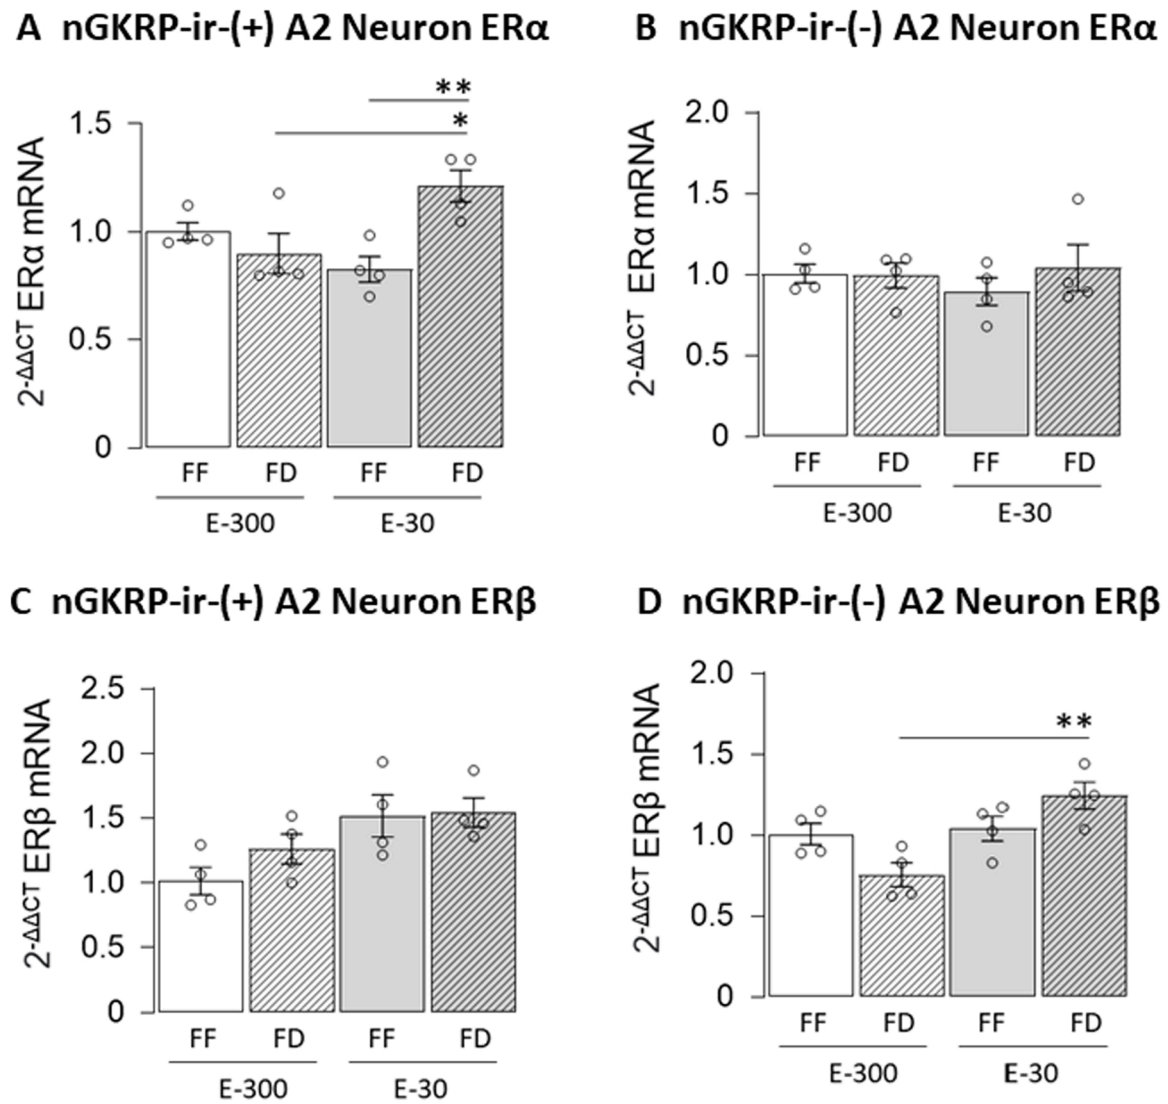 A nGKRP-ir-(+) A2 Neuron ERα
2-ΔΔCT ERα mRNA
1.5
1.0
0.5
0
**
*
FF FD FF FD
E-300 E-30
B nGKRP-ir-(-) A2 Neuron ERα
2-ΔΔCT ERα mRNA
2.0
1.5
1.0
0.5
0
FF FD FF FD
E-300 E-30
C nGKRP-ir-(+) A2 Neuron ERβ
2-ΔΔCT ERβ mRNA
2.5
2.0
1.5
1.0
0.5
0
FF FD FF FD
E-300 E-30
D nGKRP-ir-(-) A2 Neuron ERβ
2-ΔΔCT ERβ mRNA
2.0
1.5
1.0
0.5
0
**
FF FD FF FD
E-300 E-30